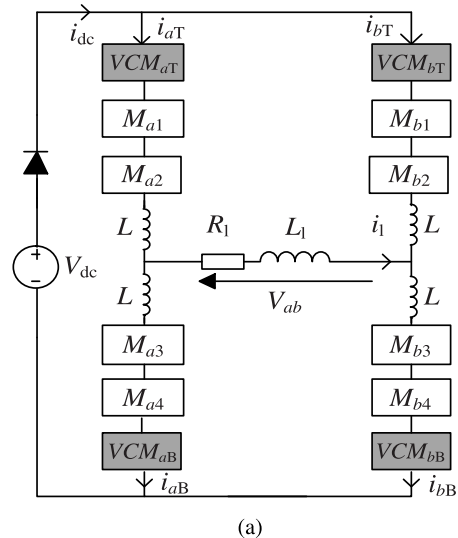 i_dc i_aT i_bT
VCM_aT VCM_bT
M_a1 M_b1
M_a2 M_b2
L R_l L_l i_l L
V_dc
L V_ab L
M_a3 M_b3
M_a4 M_b4
VCM_aB VCM_bB
i_aB i_bB
(a)